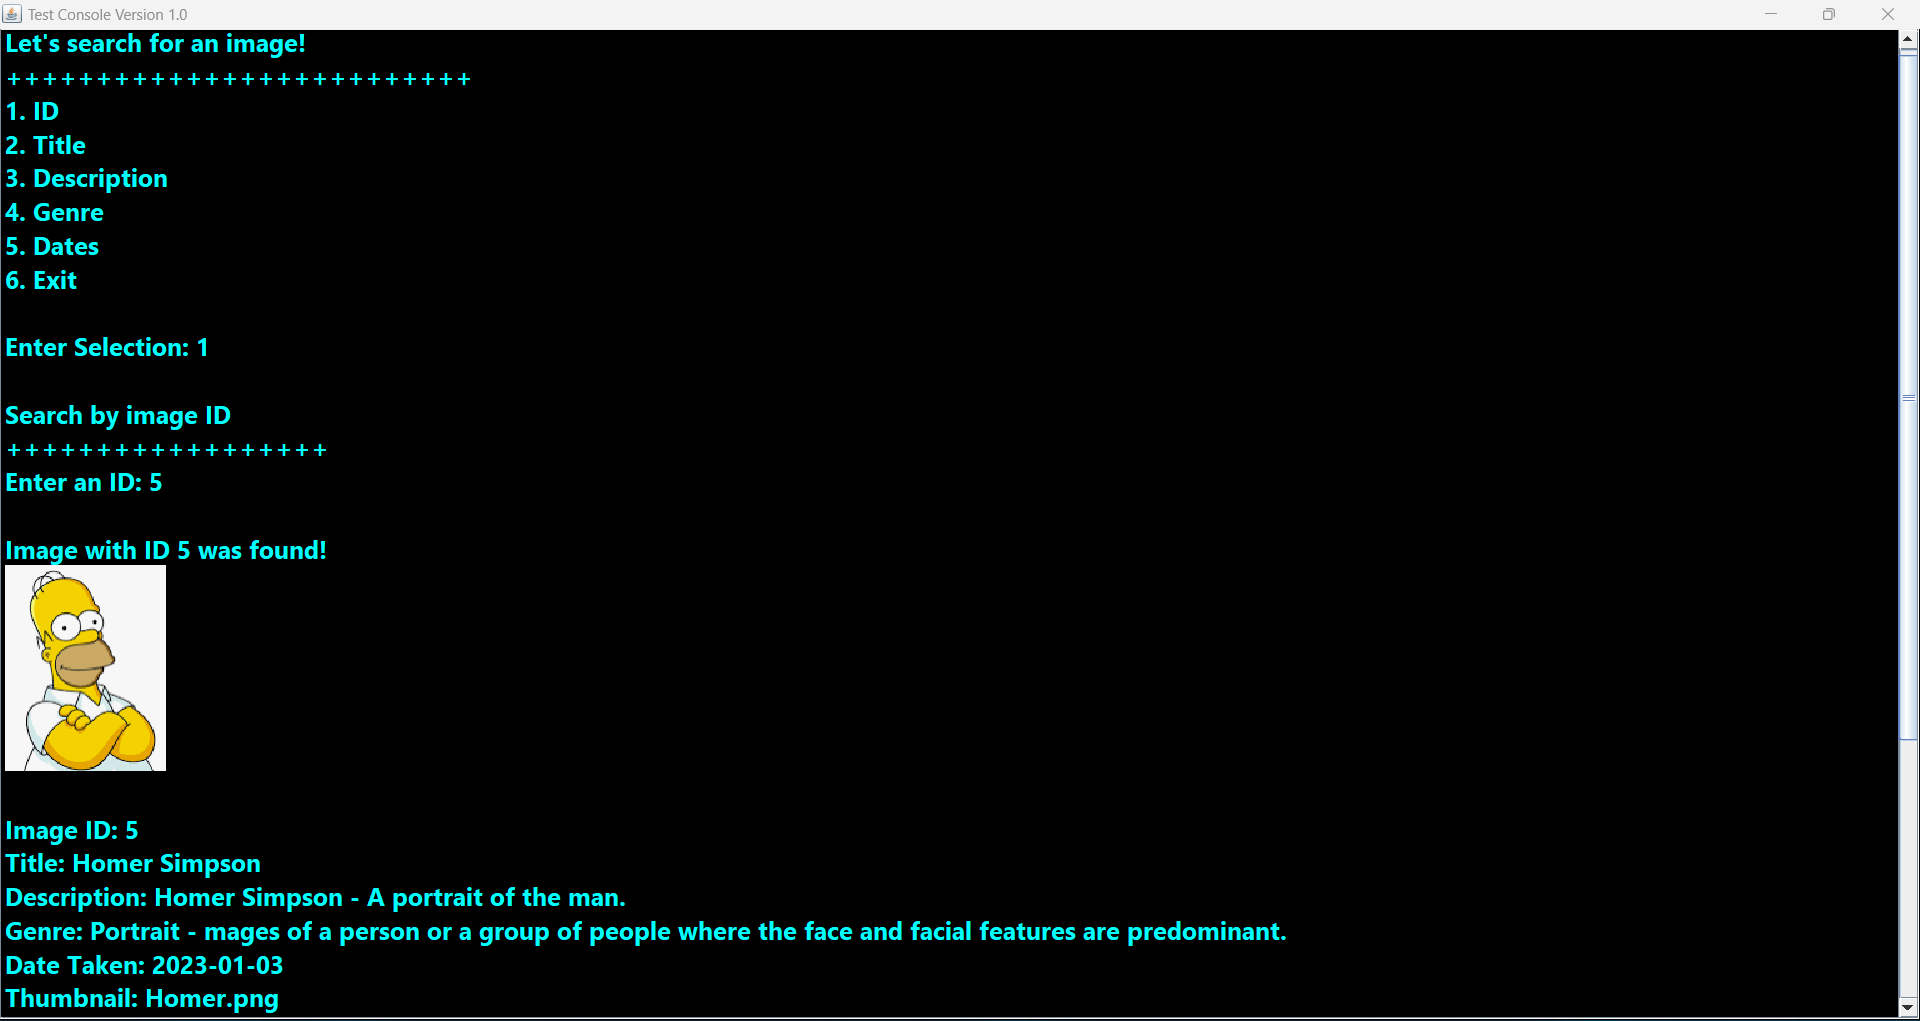 Test Console Version 1.0
Let's search for an image!
++++++++++++++++++++++++++
1. ID
2. Title
3. Description
4. Genre
5. Dates
6. Exit
Enter Selection: 1
Search by image ID
++++++++++++++++++
Enter an ID: 5
Image with ID 5 was found!
Image ID: 5
Title: Homer Simpson
Description: Homer Simpson - A portrait of the man.
Genre: Portrait - mages of a person or a group of people where the face and facial features are predominant.
Date Taken: 2023-01-03
Thumbnail: Homer.png